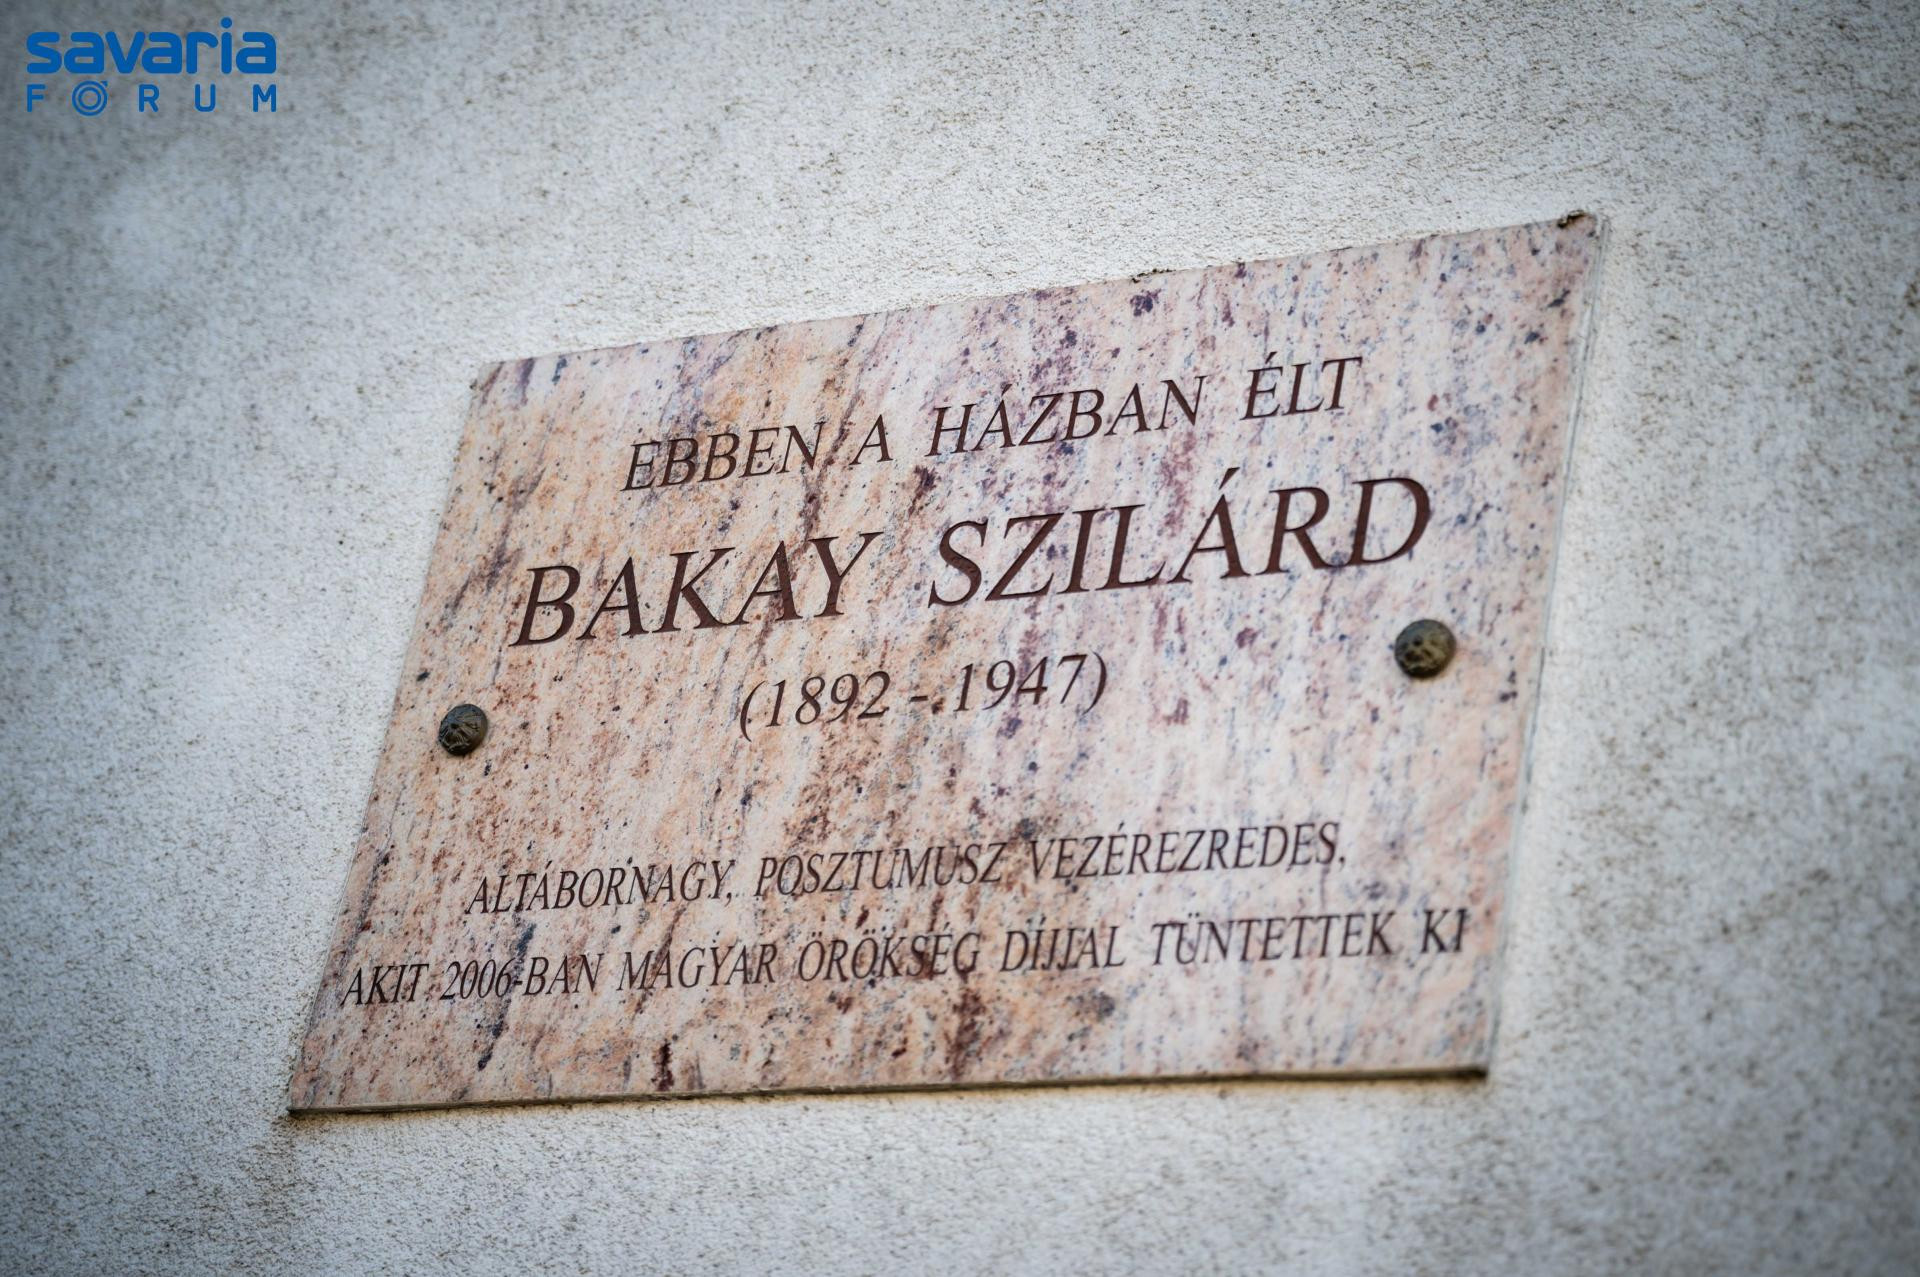 savaria
FORUM
EBBEN A HÁZBAN ÉLT
BAKAY SZILÁRD
(1892 - 1947)
ALTÁBORNAGY, POSZTUMUSZ VEZÉREZREDES,
AKIT 2006-BAN MAGYAR ÖRÖKSÉG DÍJJAL TÜNTETTEK KI